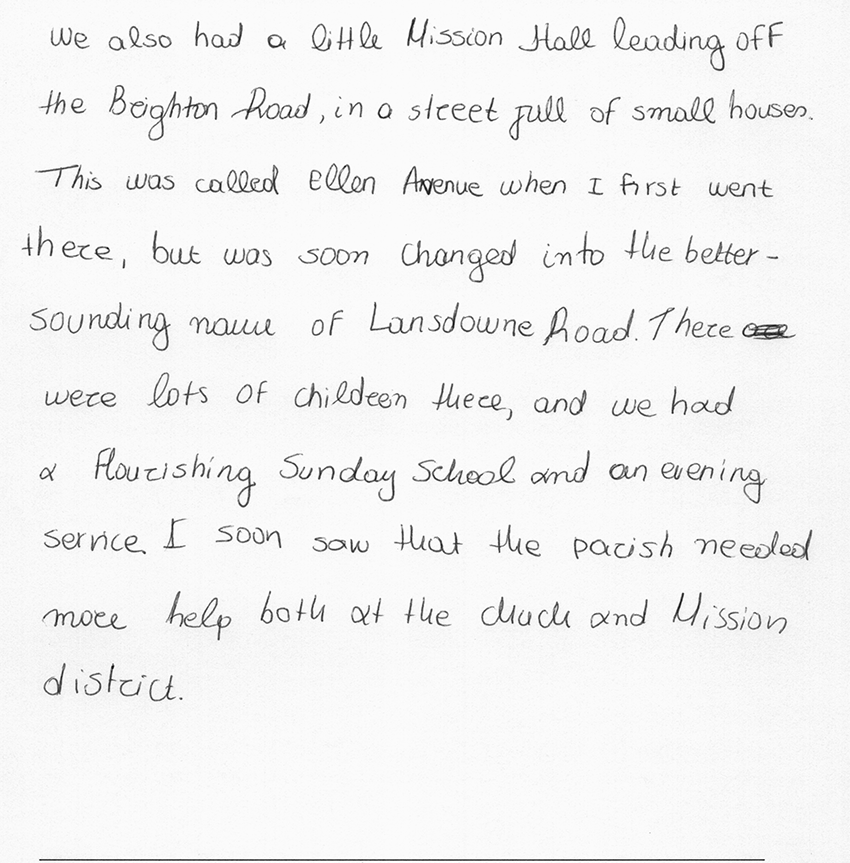 We also had a little Mission Hall leading off
the Brighton Road, in a street full of small houses.
This was called Ellen Avenue when I first went
there, but was soon changed into the better-
sounding name of Lansdowne Road. There
were lots of children there, and we had
a flourishing Sunday School and an evening
service. I soon saw that the parish needed
more help both at the church and Mission
district.